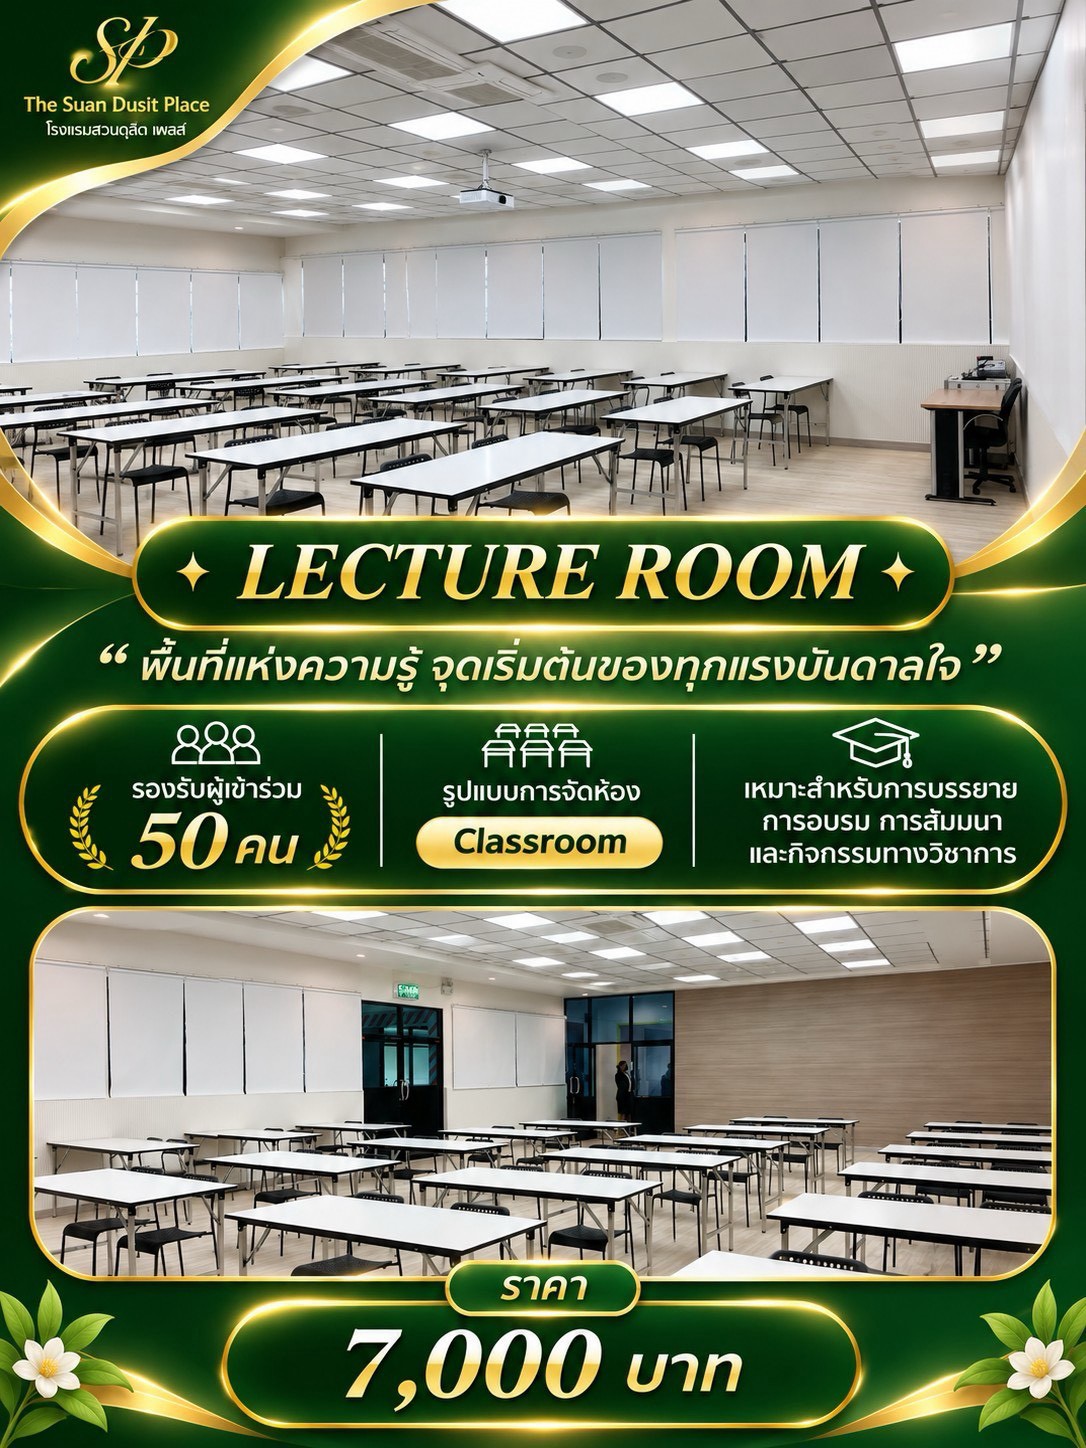 SP
The Suan Dusit Place
โรงแรมสวนดุสิต เพลส
LECTURE ROOM
“ พื้นที่แห่งความรู้ จุดเริ่มต้นของทุกแรงบันดาลใจ ”
รองรับผู้เข้าร่วม
50 คน
รูปแบบการจัดห้อง
Classroom
เหมาะสำหรับการบรรยาย
การอบรม การสัมมนา
และกิจกรรมทางวิชาการ
ราคา
7,000 บาท